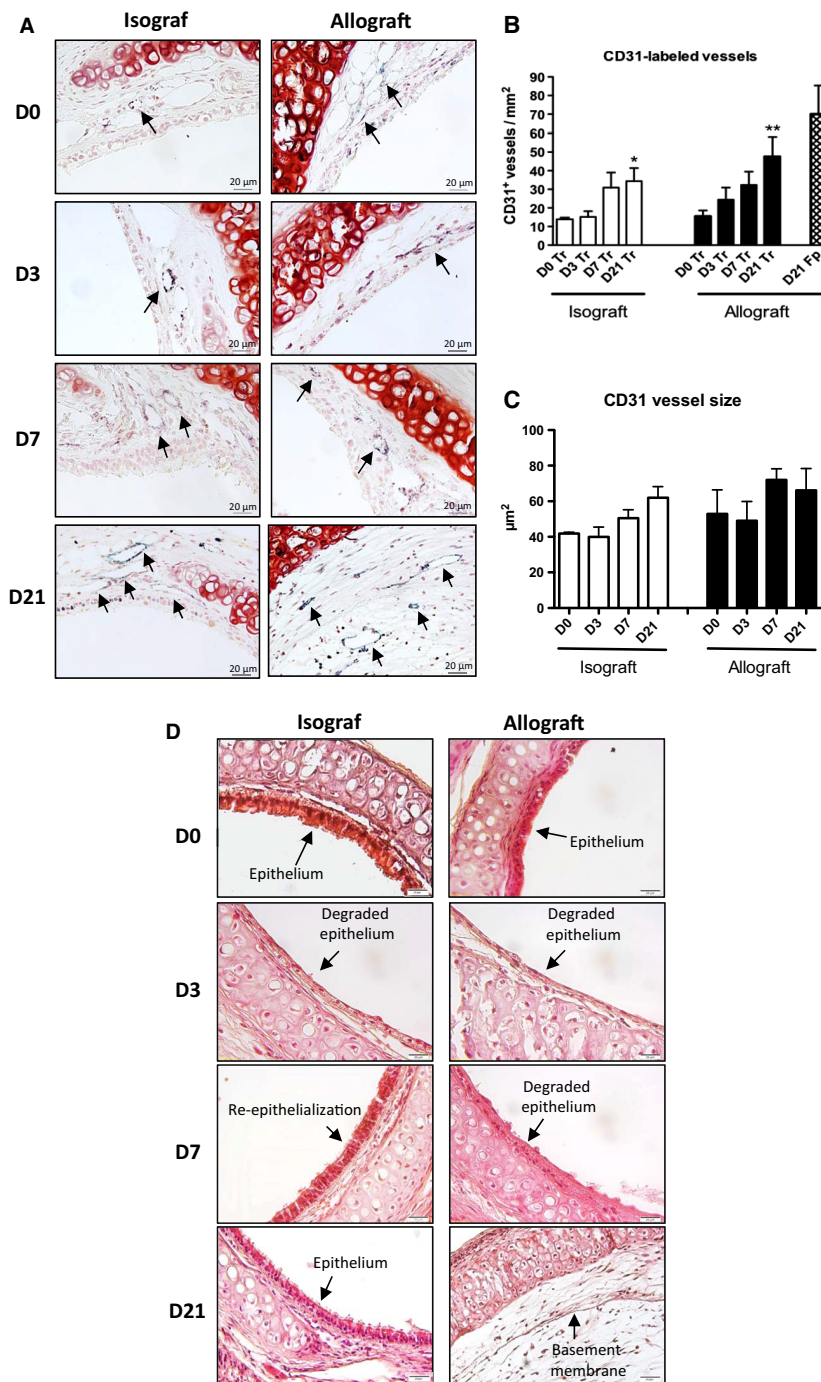 A
Isograf
Allograft
D0
20 µm
20 µm
D3
20 µm
20 µm
D7
20 µm
20 µm
D21
20 µm
20 µm
B
CD31-labeled vessels
CD31+ vessels / mm2
90
80
70
60
50
40
30
20
10
0
*
**
D0 Tr
D3 Tr
D7 Tr
D21 Tr
D0 Tr
D3 Tr
D7 Tr
D21 Tr
D21 Fp
Isograft
Allograft
C
CD31 vessel size
µm2
100
80
60
40
20
0
D0
D3
D7
D21
D0
D3
D7
D21
Isograft
Allograft
D
Isograf
Allograft
D0
Epithelium
Epithelium
D3
Degraded
epithelium
Degraded
epithelium
D7
Re-epithelialization
Degraded
epithelium
D21
Epithelium
Basement
membrane